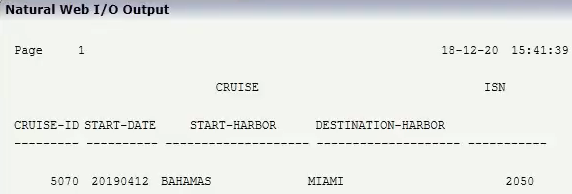 Natural Web I/O Output
Page 1 18-12-20 15:41:39
CRUISE ISN
CRUISE-ID START-DATE START-HARBOR DESTINATION-HARBOR
--------- ---------- -------------------- -------------------- -----------
5070 20190412 BAHAMAS MIAMI 2050